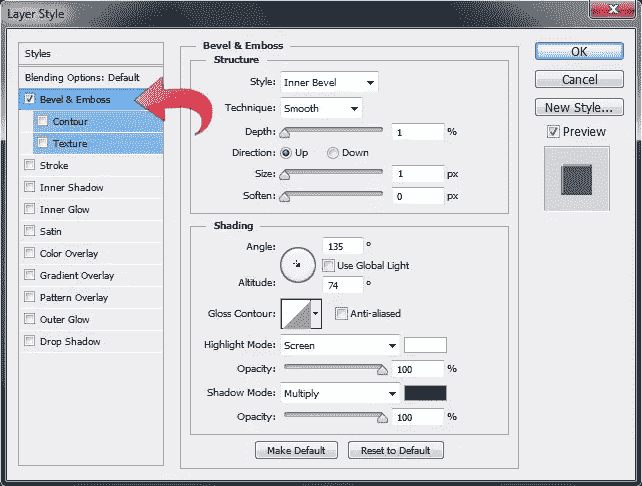 Layer Style
Styles
Blending Options: Default
Bevel & Emboss
Contour
Texture
Stroke
Inner Shadow
Inner Glow
Satin
Color Overlay
Gradient Overlay
Pattern Overlay
Outer Glow
Drop Shadow
Bevel & Emboss
Structure
Style: Inner Bevel
Technique: Smooth
Depth: 1 %
Direction: Up Down
Size: 1 px
Soften: 0 px
Shading
Angle: 135 °
Use Global Light
Altitude: 74 °
Gloss Contour: Anti-aliased
Highlight Mode: Screen
Opacity: 100 %
Shadow Mode: Multiply
Opacity: 100 %
Make Default Reset to Default
OK
Cancel
New Style...
Preview